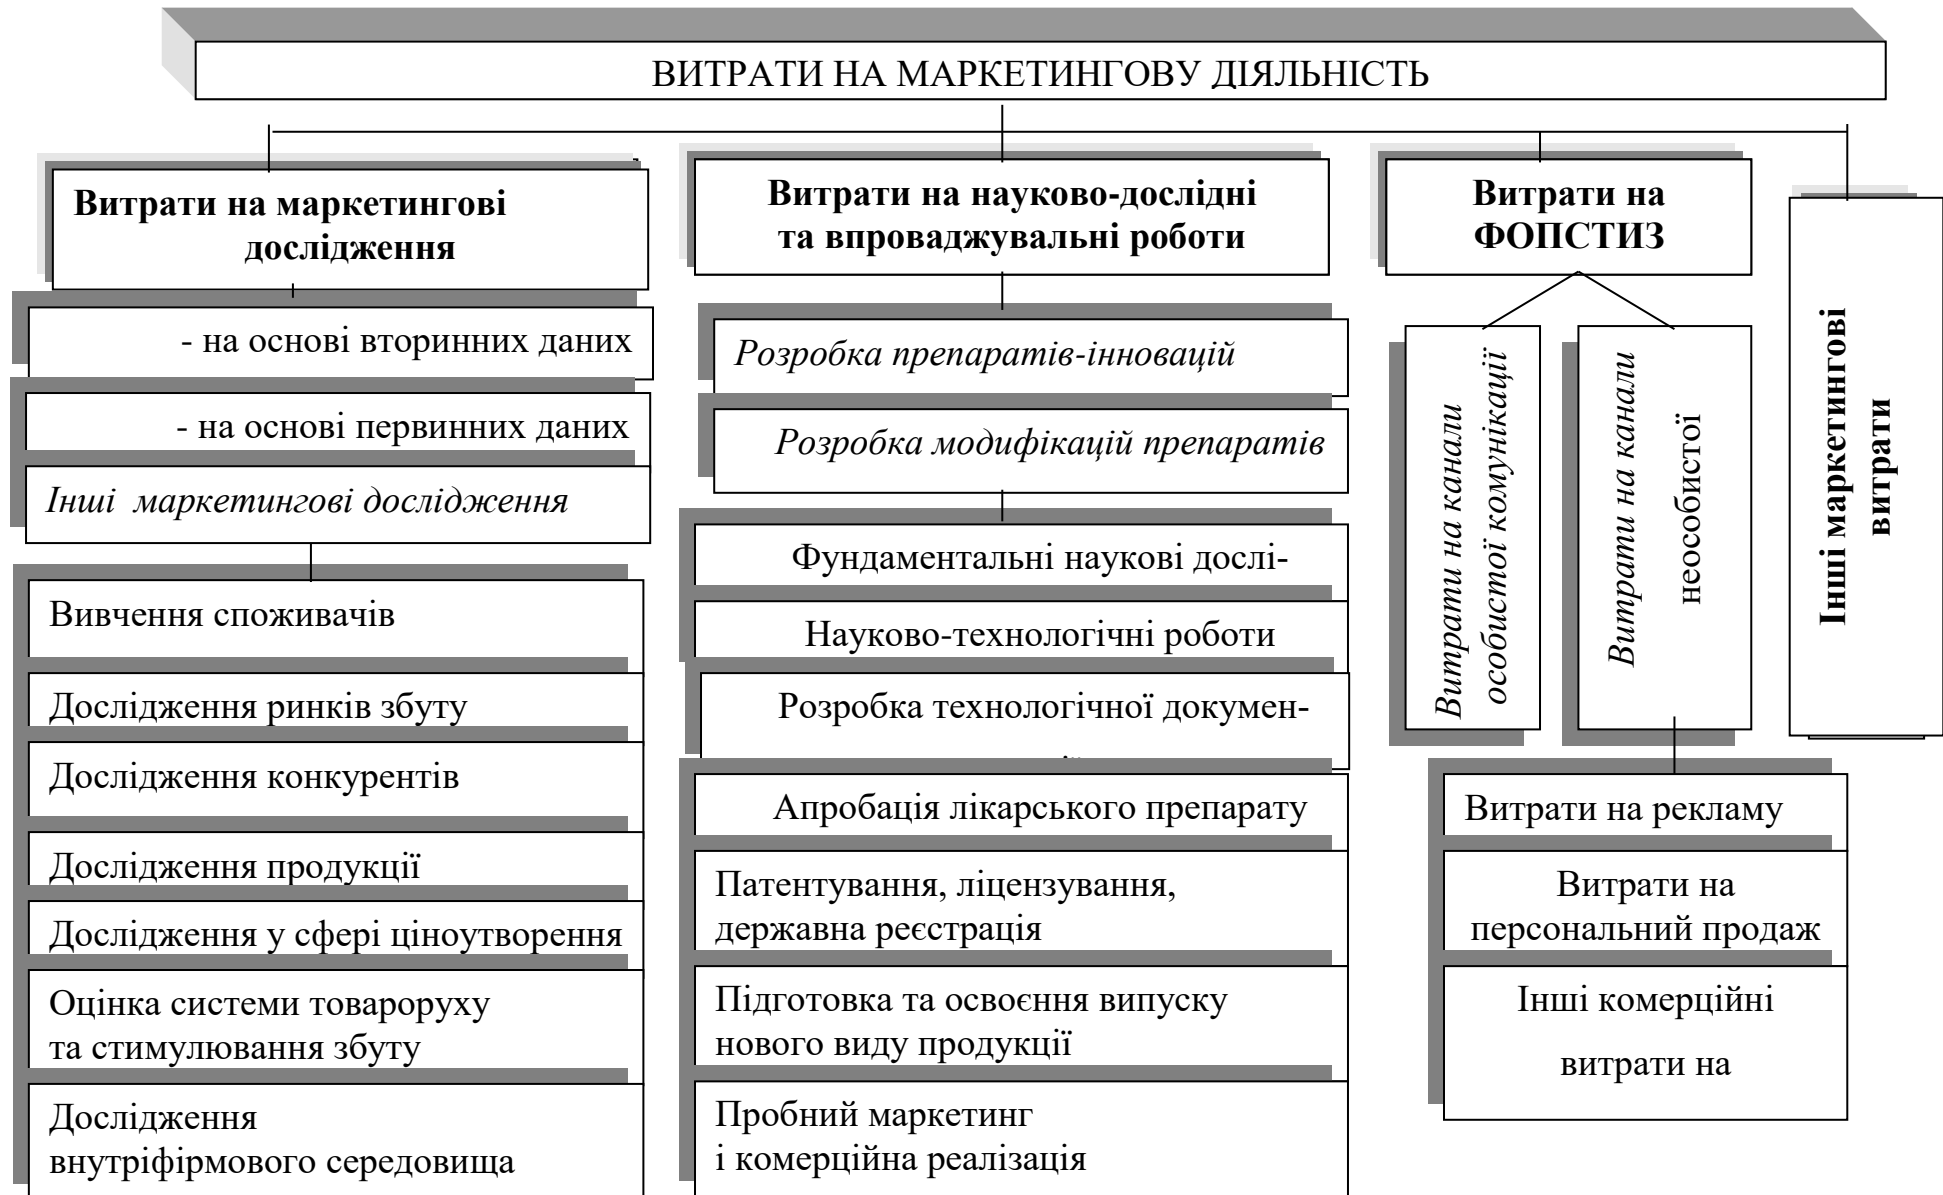 ВИТРАТИ НА МАРКЕТИНГОВУ ДІЯЛЬНІСТЬ
Витрати на маркетингові
дослідження
- на основі вторинних даних
- на основі первинних даних
Інші маркетингові дослідження
Вивчення споживачів
Дослідження ринків збуту
Дослідження конкурентів
Дослідження продукції
Дослідження у сфері ціноутворення
Оцінка системи товароруху
та стимулювання збуту
Дослідження
внутріфірмового середовища
Витрати на науково-дослідні
та впроваджувальні роботи
Розробка препаратів-інновацій
Розробка модифікацій препаратів
Фундаментальні наукові дослі-
Науково-технологічні роботи
Розробка технологічної докумен-
Апробація лікарського препарату
Патентування, ліцензування,
державна реєстрація
Підготовка та освоєння випуску
нового виду продукції
Пробний маркетинг
і комерційна реалізація
Витрати на
ФОПСТИЗ
Витрати на канали
особистої комунікації
Витрати на канали
неособистої
Витрати на рекламу
Витрати на
персональний продаж
Інші комерційні
витрати на
Інші маркетингові
витрати